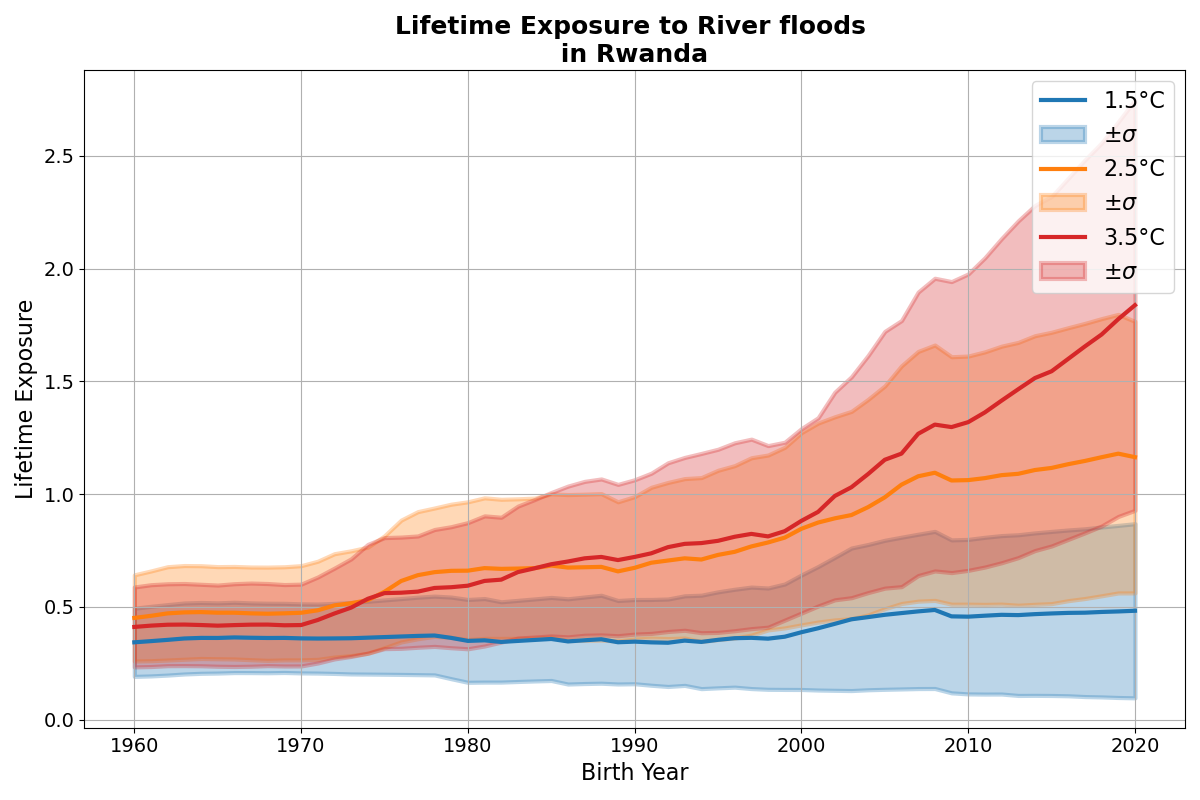 Lifetime Exposure to River floods
in Rwanda
Lifetime Exposure
2.5
2.0
1.5
1.0
0.5
0.0
1960
1970
1980
1990
2000
2010
2020
Birth Year
1.5°C
±σ
2.5°C
±σ
3.5°C
±σ